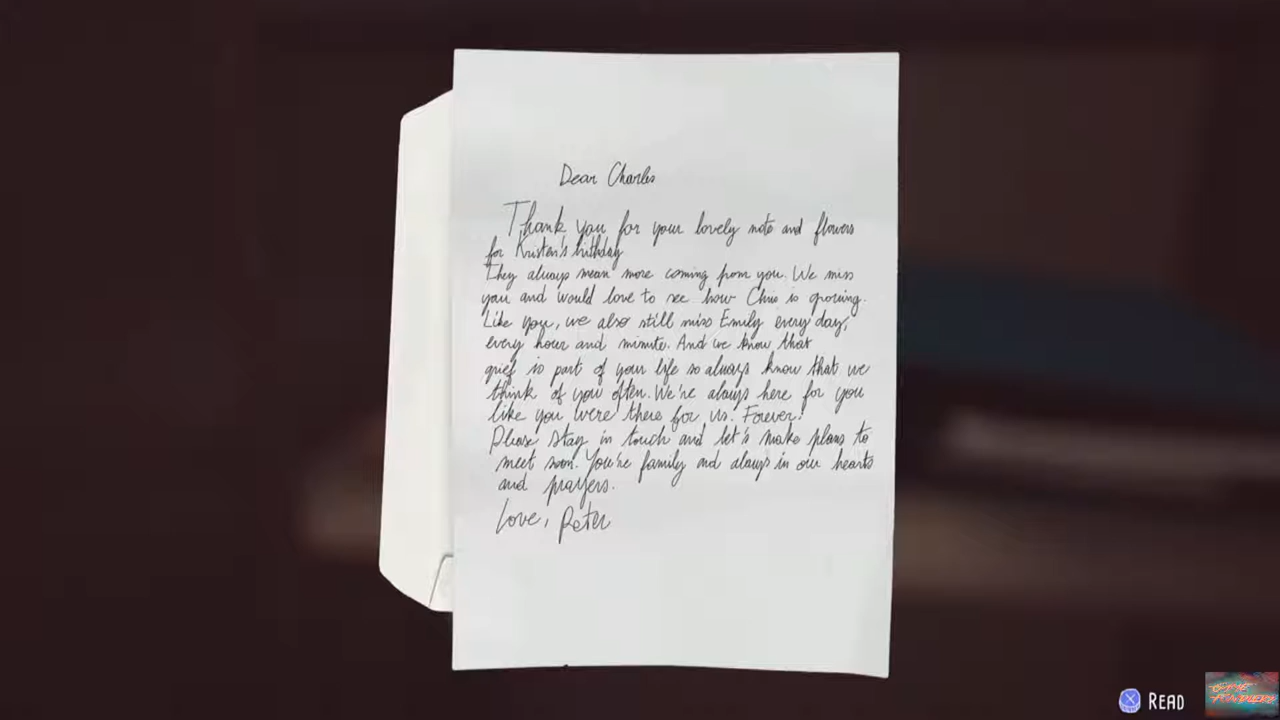 Dear Charles
Thank you for your lovely note and flowers
for Kristen's birthday
They always mean more coming from you. We miss
you and would love to see how Chris is growing.
Like you, we also still miss Emily every day,
every hour and minute. And we know that
grief is part of your life so always know that we
think of you often. We're always here for you
like you were there for us. Forever!
Please stay in touch and let's make plans to
meet soon. You're family and always in our hearts
and prayers.
Love, Peter
READ